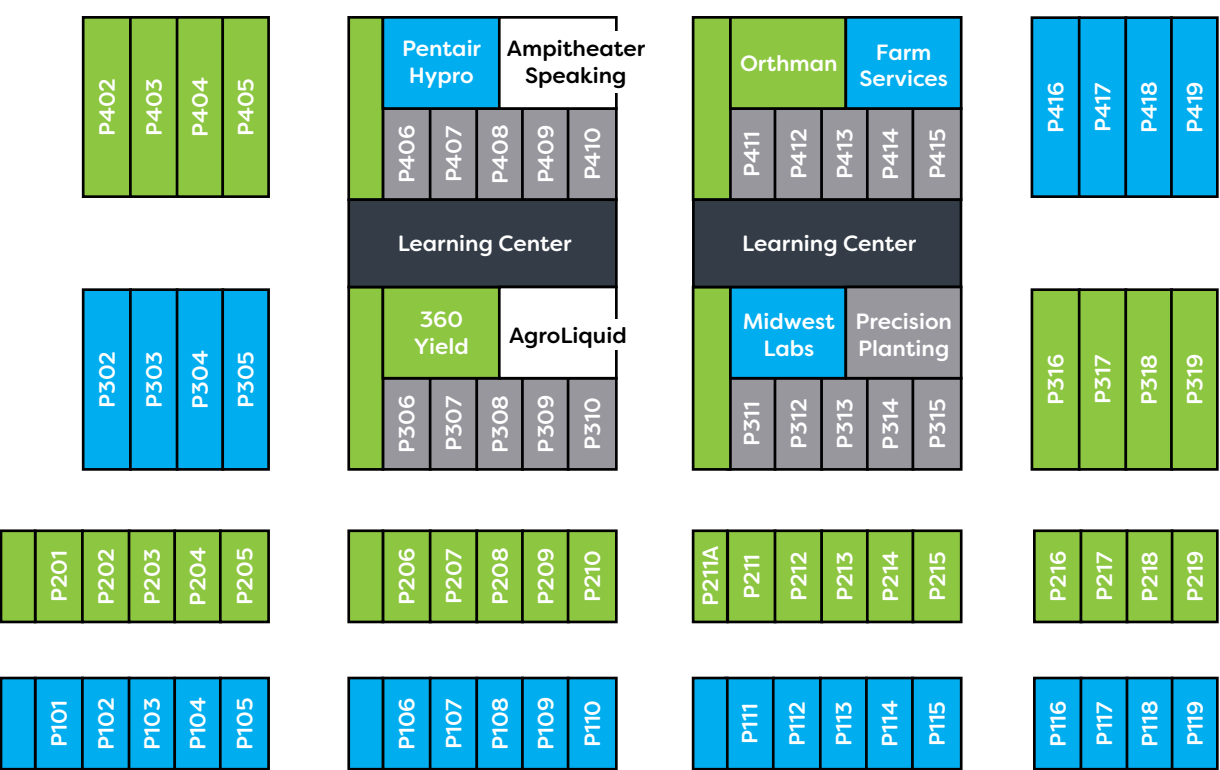 P402
P403
P404
P405
Pentair
Hypro
Ampitheater
Speaking
P406
P407
P408
P409
P410
Orthman
Farm
Services
P411
P412
P413
P414
P415
P416
P417
P418
P419
Learning Center
Learning Center
P302
P303
P304
P305
360
Yield
AgroLiquid
P306
P307
P308
P309
P310
Midwest
Labs
Precision
Planting
P311
P312
P313
P314
P315
P316
P317
P318
P319
P201
P202
P203
P204
P205
P206
P207
P208
P209
P210
P211A
P211
P212
P213
P214
P215
P216
P217
P218
P219
P101
P102
P103
P104
P105
P106
P107
P108
P109
P110
P111
P112
P113
P114
P115
P116
P117
P118
P119